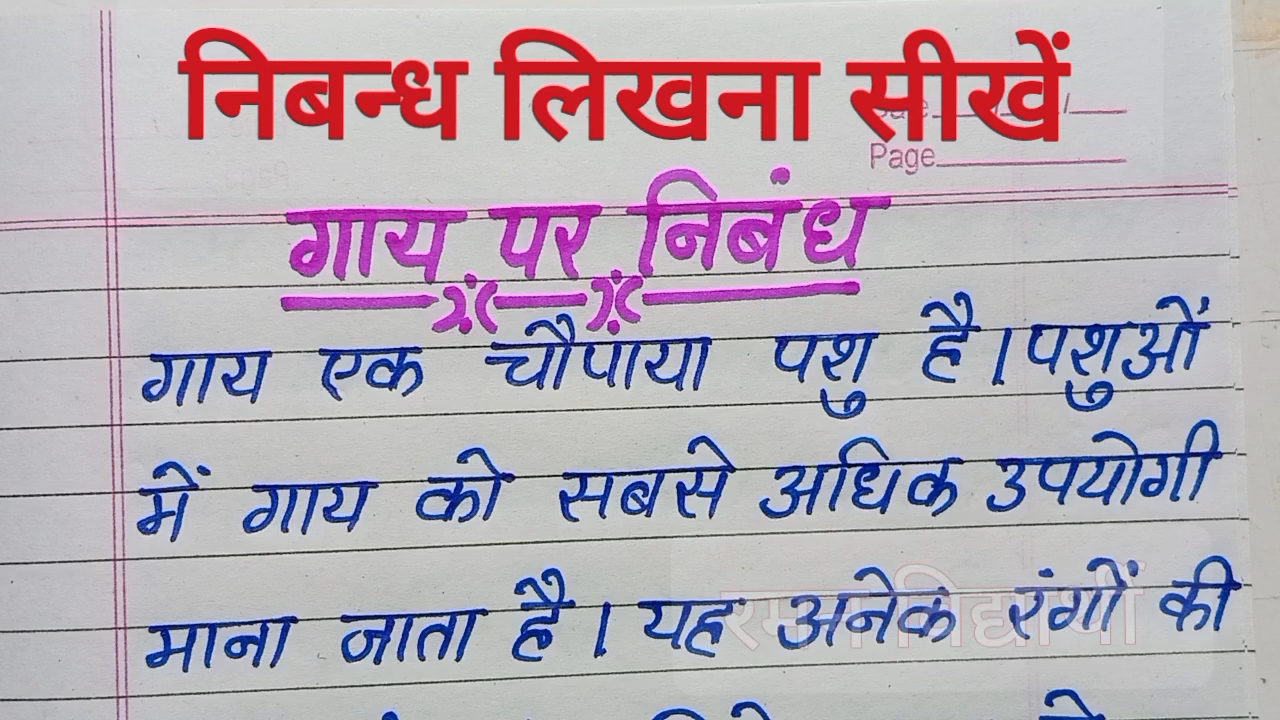 निबन्ध लिखना सीखें
Page
गाय पर निबंध
गाय एक चौपाया पशु है। पशुओं
में गाय को सबसे अधिक उपयोगी
माना जाता है। यह अनेक रंगों की